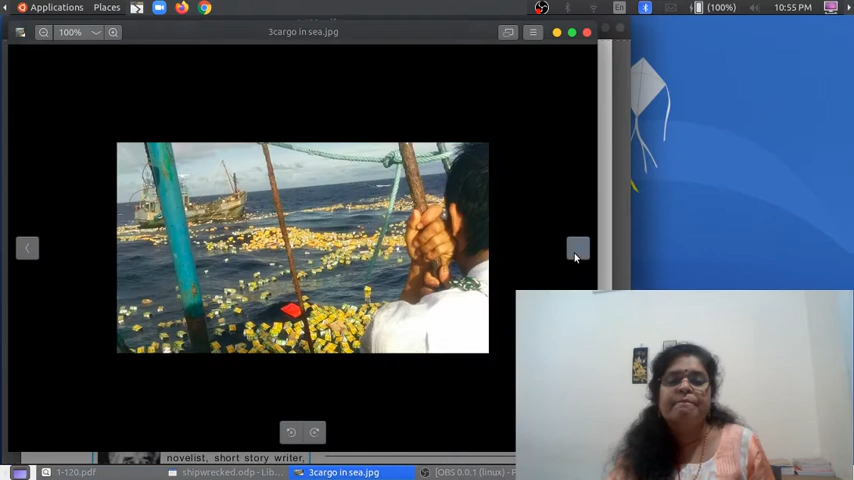 Applications Places En (100%) 10:55 PM
100% 3cargo in sea.jpg
novelist, short story writer,
1-120.pdf shipwrecked.odp - Lib... 3cargo in sea.jpg [OBS 0.0.1 (linux) - P...